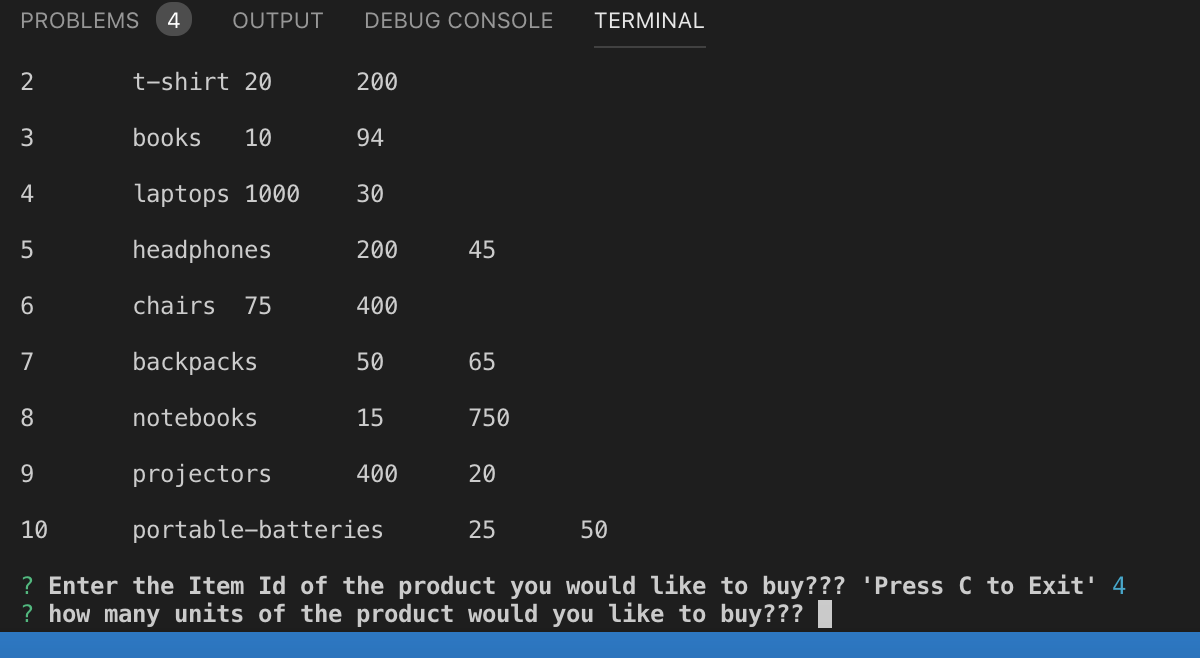 PROBLEMS 4 OUTPUT DEBUG CONSOLE TERMINAL
2 t-shirt 20 200
3 books 10 94
4 laptops 1000 30
5 headphones 200 45
6 chairs 75 400
7 backpacks 50 65
8 notebooks 15 750
9 projectors 400 20
10 portable-batteries 25 50
? Enter the Item Id of the product you would like to buy??? 'Press C to Exit' 4
? how many units of the product would you like to buy???